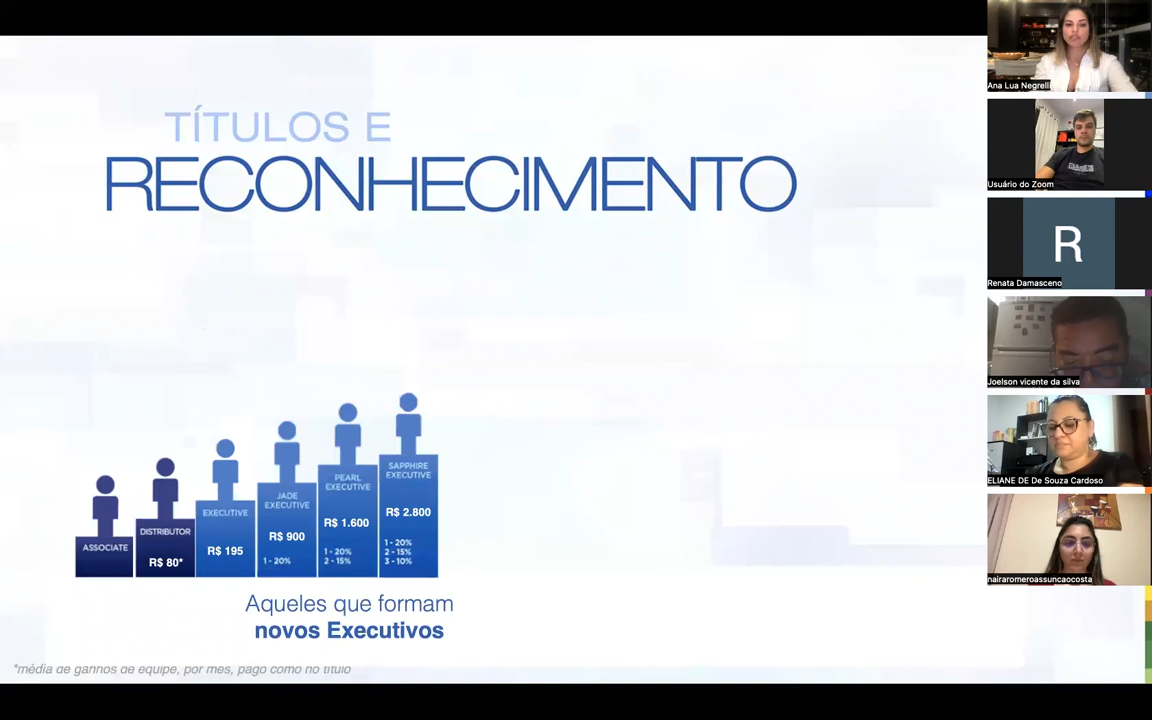 TÍTULOS E
RECONHECIMENTO
ASSOCIATE
DISTRIBUTOR
R$ 80*
EXECUTIVE
R$ 195
JADE
EXECUTIVE
R$ 900
1 - 20%
PEARL
EXECUTIVE
R$ 1.600
1 - 20%
2 - 15%
SAPPHIRE
EXECUTIVE
R$ 2.800
1 - 20%
2 - 15%
3 - 10%
Aqueles que formam
novos Executivos
*média de ganhos de equipe, por mês, pago como no título
Ana Lua Negrelli
Usuário do Zoom
R
Renata Damasceno
Joelson vicente da silva
ELIANE DE De Souza Cardoso
nairaromeroassuncaocosta